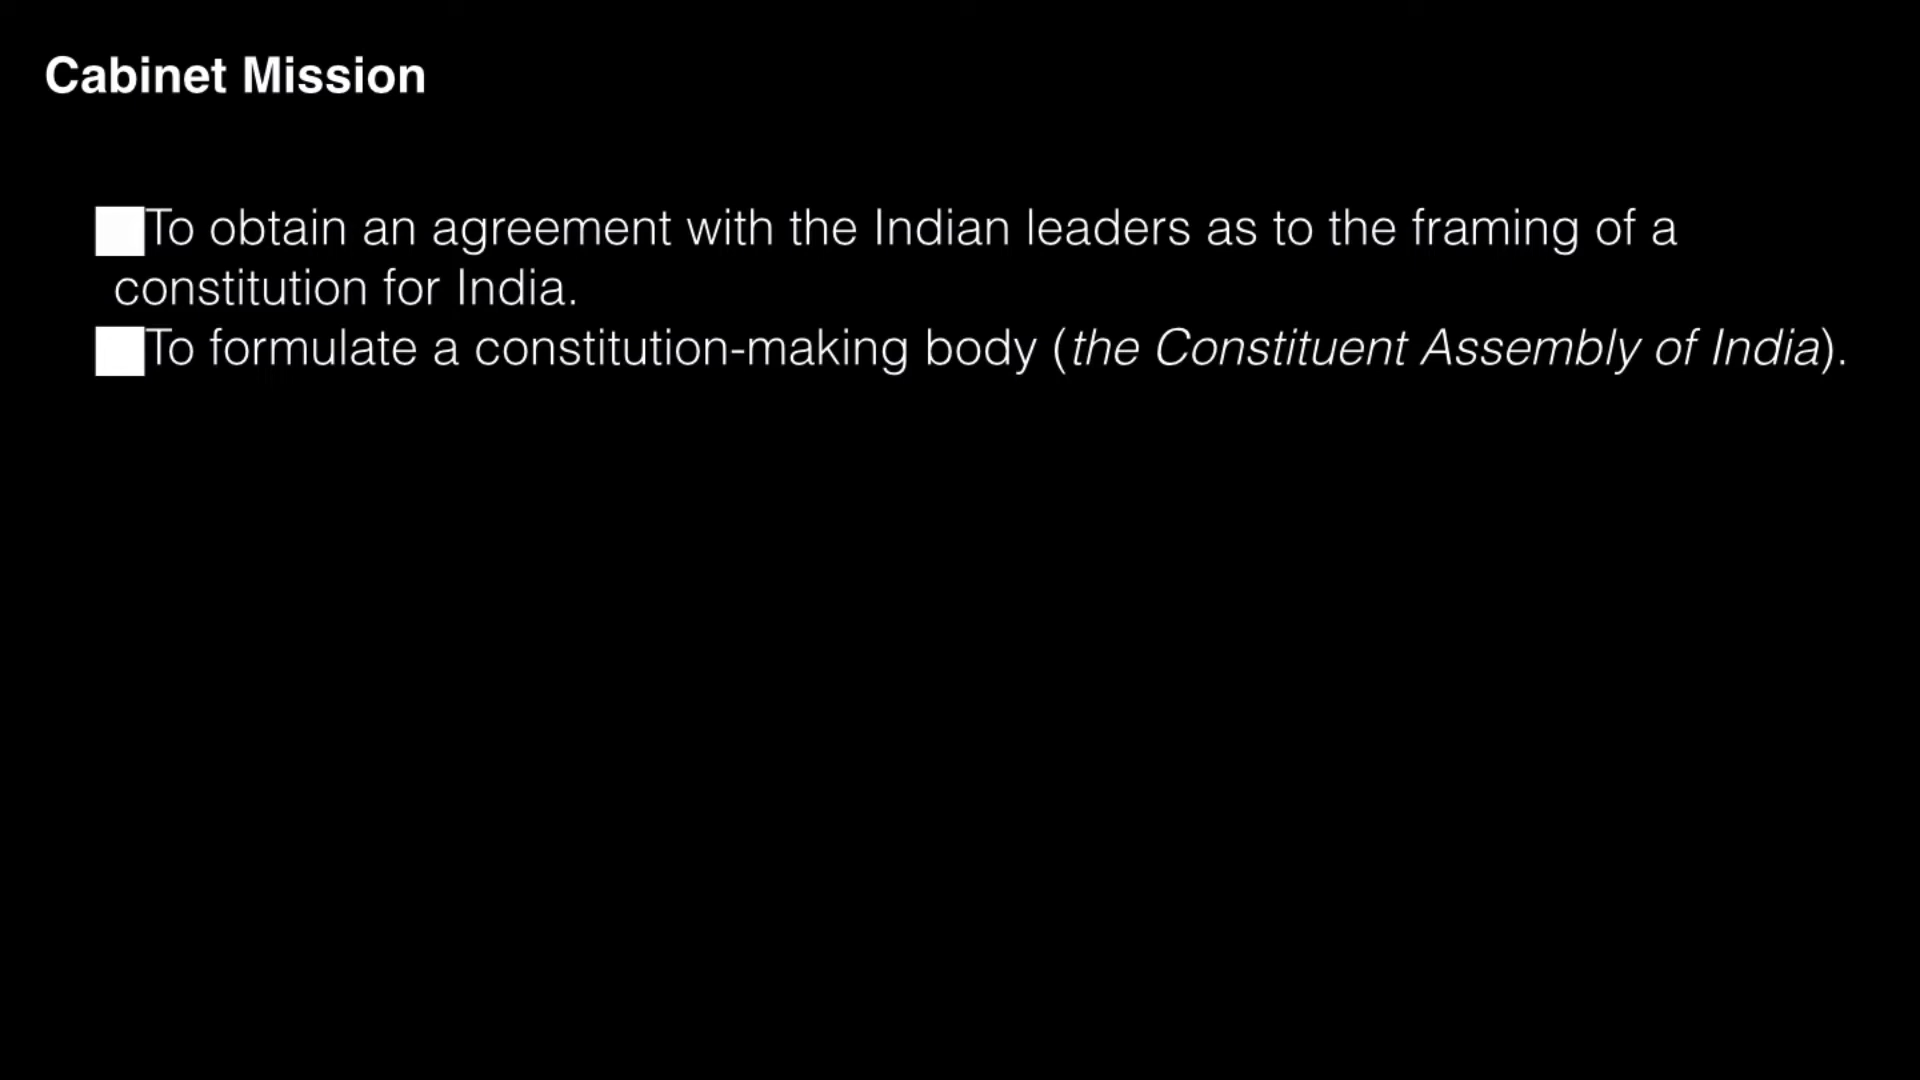 Cabinet Mission
To obtain an agreement with the Indian leaders as to the framing of a
constitution for India.
To formulate a constitution-making body (the Constituent Assembly of India).